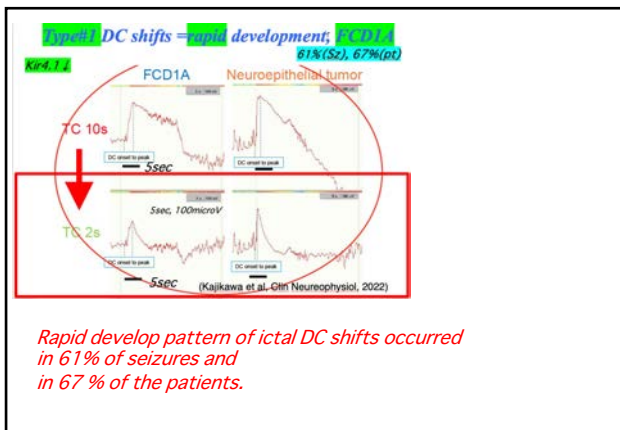 Type#1 DC shifts =rapid development; FCD1A
61%(Sz), 67%(pt)
Kir4.1↓
FCD1A Neuroepithelial tumor
TC 10s
DC onset to peak
DC onset to peak
5sec
5sec, 100microV
TC 2s
DC onset to peak
DC onset to peak
5sec
(Kajikawa et al, Clin Neureophysiol, 2022)
Rapid develop pattern of ictal DC shifts occurred
in 61% of seizures and
in 67 % of the patients.